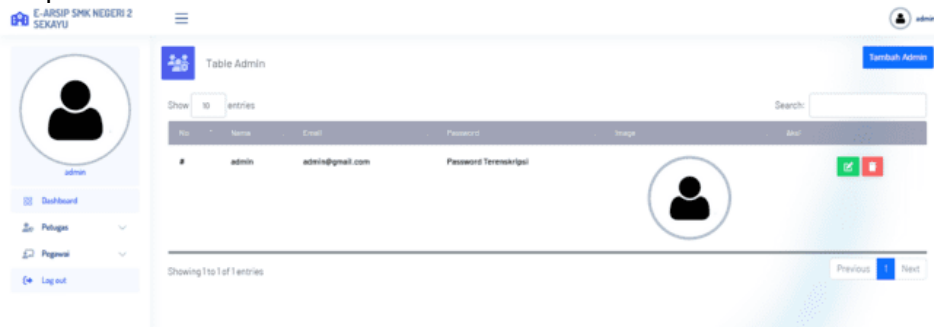 E-ARSIP SMK NEGERI 2
SEKAYU
admin
admin
Dashboard
Petugas
Pegawai
Log out
Table Admin
Tambah Admin
Show 10 entries
Search:
No Nama Email Password Image Aksi
# admin admin@gmail.com Password Terenskripsi
Showing 1 to 1 of 1 entries
Previous 1 Next